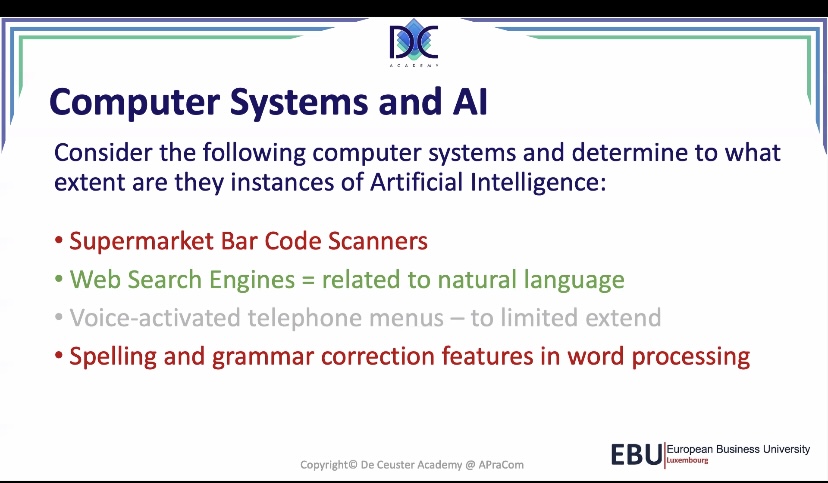 DC
ACADEMY
Computer Systems and AI
Consider the following computer systems and determine to what
extent are they instances of Artificial Intelligence:
• Supermarket Bar Code Scanners
• Web Search Engines = related to natural language
• Voice-activated telephone menus – to limited extend
• Spelling and grammar correction features in word processing
Copyright© De Ceuster Academy @ APraCom
EBU European Business University
Luxembourg